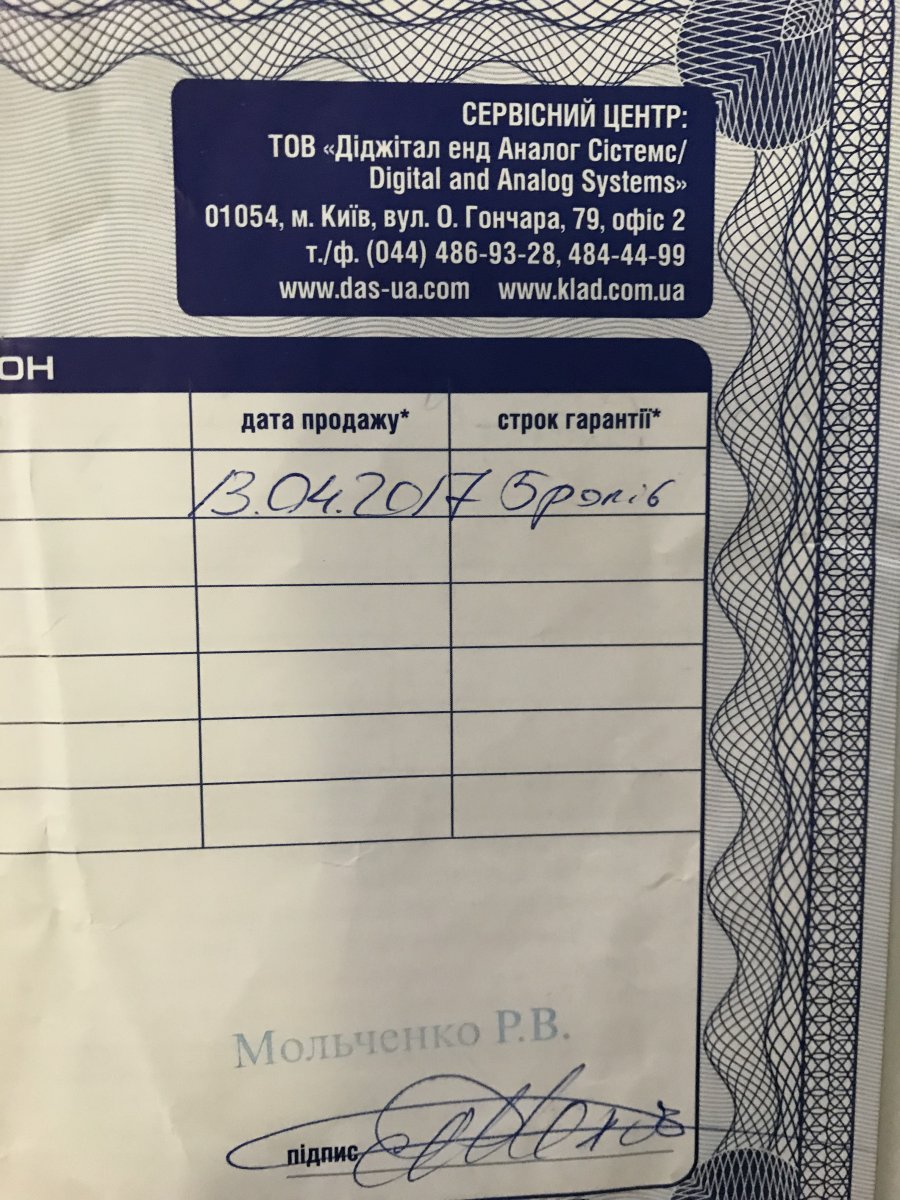 СЕРВІСНИЙ ЦЕНТР:
ТОВ «Діджітал енд Аналог Сістемс/
Digital and Analog Systems»
01054, м. Київ, вул. О. Гончара, 79, офіс 2
т./ф. (044) 486-93-28, 484-44-99
www.das-ua.com www.klad.com.ua
ОН
дата продажу* строк гарантії*
13.04.2017 5 років
Мольченко Р.В.
підпис